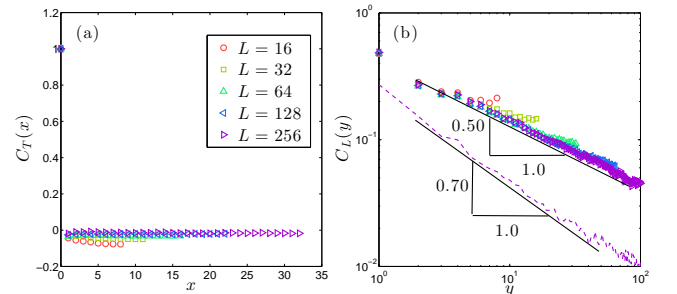 (a)
1.2
1
0.8
0.6
0.4
0.2
0
−0.2
C_T(x)
0 5 10 15 20 25 30 35
x
L = 16
L = 32
L = 64
L = 128
L = 256
(b)
10^0
10^{-1}
10^{-2}
C_L(y)
0.50
1.0
0.70
1.0
10^0 10^1 10^2
y